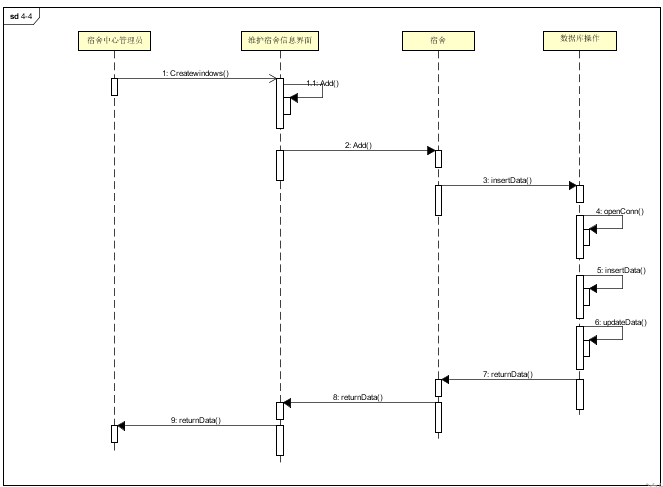 sd 4-4
宿舍中心管理员
维护宿舍信息界面
宿舍
数据库操作
1: Createwindows()
1.1: Add()
2: Add()
3: insertData()
4: openConn()
5: insertData()
6: updateData()
7: returnData()
8: returnData()
9: returnData()